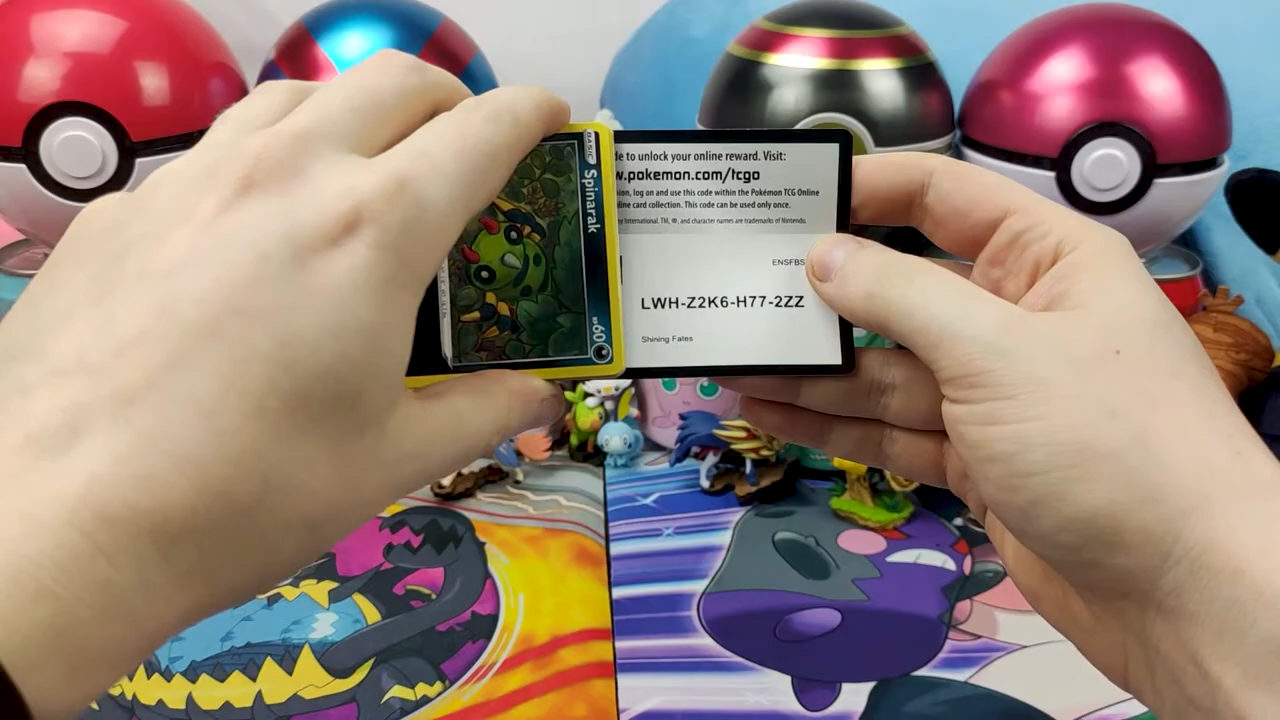 BASIC
Spinarak
60
de to unlock your online reward. Visit:
w.pokemon.com/tcgo
ion, log on and use this code within the Pokémon TCG Online
dline card collection. This code can be used only once.
International. TM, ®, and character names are trademarks of Nintendo.
ENSFBS
LWH-Z2K6-H77-2ZZ
Shining Fates